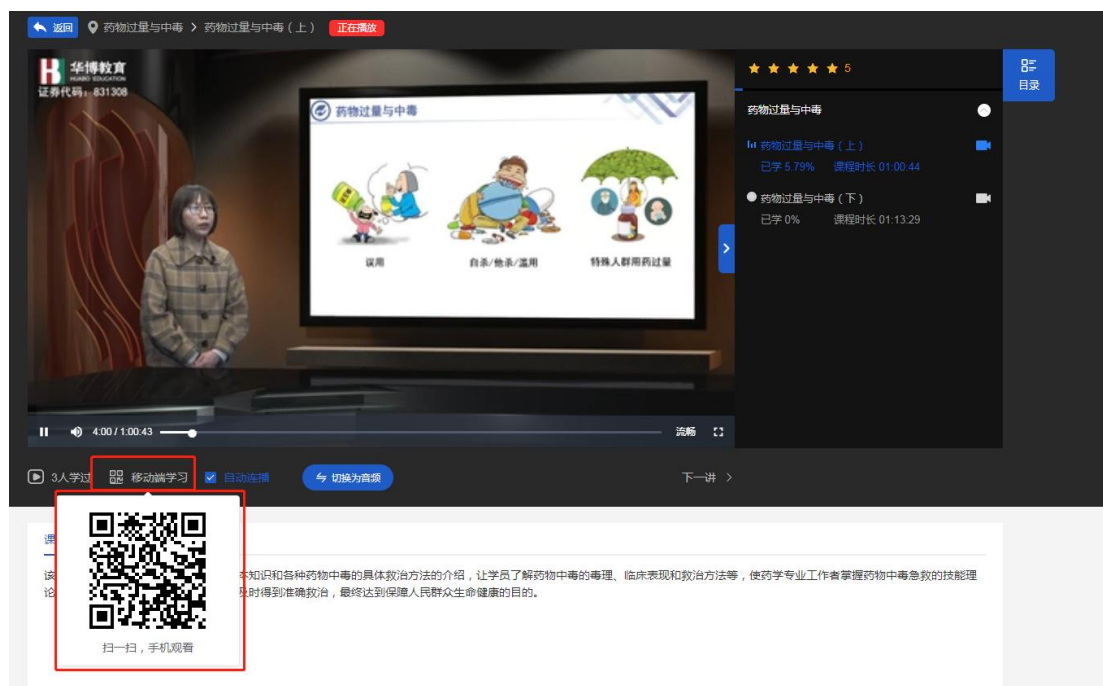 返回 药物过量与中毒 > 药物过量与中毒（上） 正在播放
华博教育
HUABO EDUCATION
证券代码：831308
药物过量与中毒
误用 自杀/他杀/滥用 特殊人群用药过量
4:00 / 1:00:43 流畅
5
目录
药物过量与中毒
药物过量与中毒（上）
已学 5.79% 课程时长 01:00:44
药物过量与中毒（下）
已学 0% 课程时长 01:13:29
3人学过 移动端学习 自动连播 切换为音频 下一讲 >
课
该
本知识和各种药物中毒的具体救治方法的介绍，让学员了解药物中毒的毒理、临床表现和救治方法等，使药学专业工作者掌握药物中毒急救的技能理
论
及时得到准确救治，最终达到保障人民群众生命健康的目的。
扫一扫，手机观看